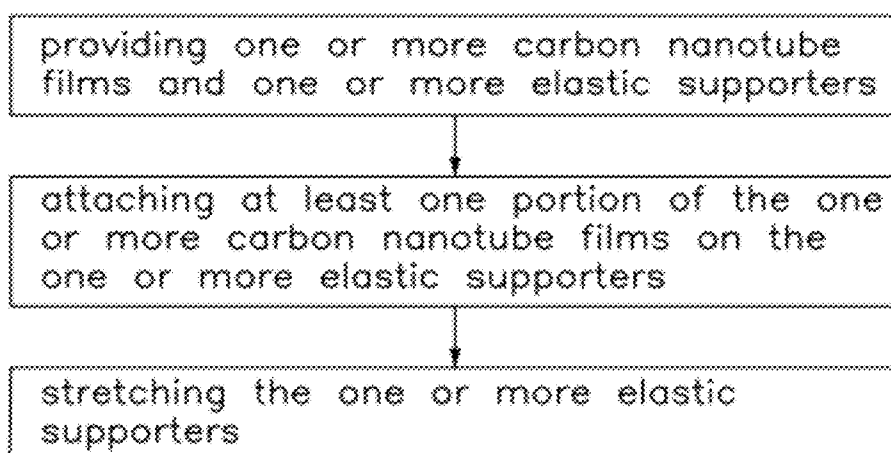 providing one or more carbon nanotube
films and one or more elastic supporters
attaching at least one portion of the one
or more carbon nanotube films on the
one or more elastic supporters
stretching the one or more elastic
supporters